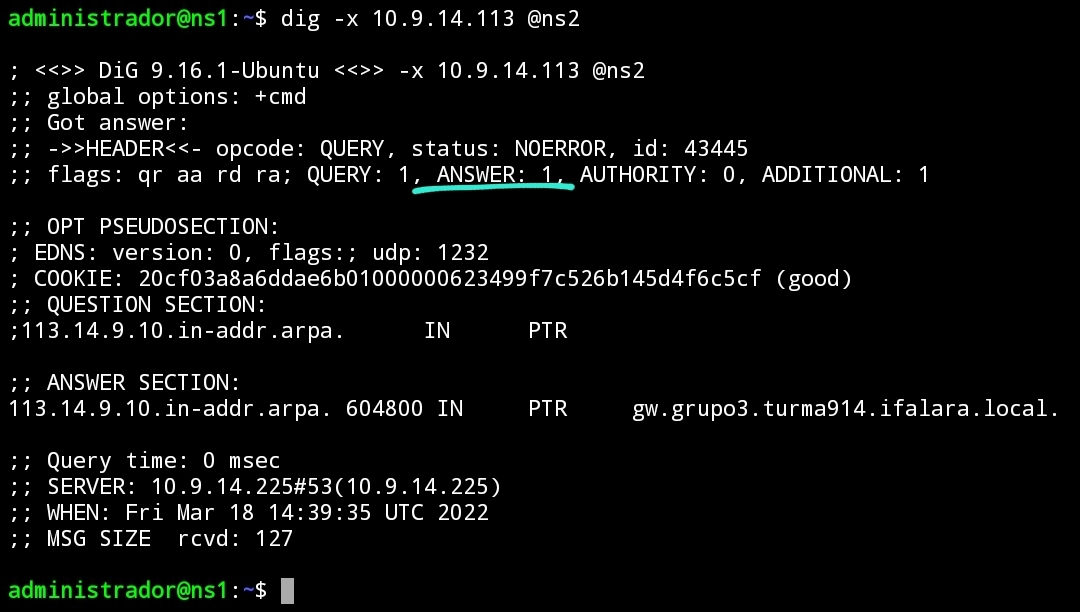 administrador@ns1:~$ dig -x 10.9.14.113 @ns2
; <<>> DiG 9.16.1-Ubuntu <<>> -x 10.9.14.113 @ns2
;; global options: +cmd
;; Got answer:
;; ->>HEADER<<- opcode: QUERY, status: NOERROR, id: 43445
;; flags: qr aa rd ra; QUERY: 1, ANSWER: 1, AUTHORITY: 0, ADDITIONAL: 1
;; OPT PSEUDOSECTION:
; EDNS: version: 0, flags:; udp: 1232
; COOKIE: 20cf03a8a6ddae6b01000000623499f7c526b145d4f6c5cf (good)
;; QUESTION SECTION:
;113.14.9.10.in-addr.arpa. IN PTR
;; ANSWER SECTION:
113.14.9.10.in-addr.arpa. 604800 IN PTR gw.grupo3.turma914.ifalara.local.
;; Query time: 0 msec
;; SERVER: 10.9.14.225#53(10.9.14.225)
;; WHEN: Fri Mar 18 14:39:35 UTC 2022
;; MSG SIZE rcvd: 127
administrador@ns1:~$